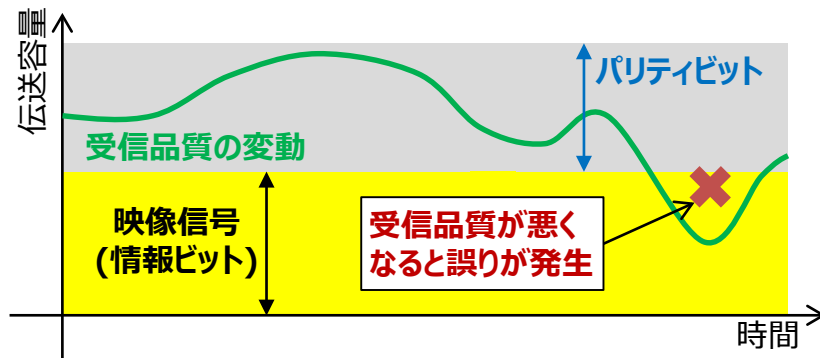 伝送容量
パリティビット
受信品質の変動
映像信号
(情報ビット)
受信品質が悪く
なると誤りが発生
時間